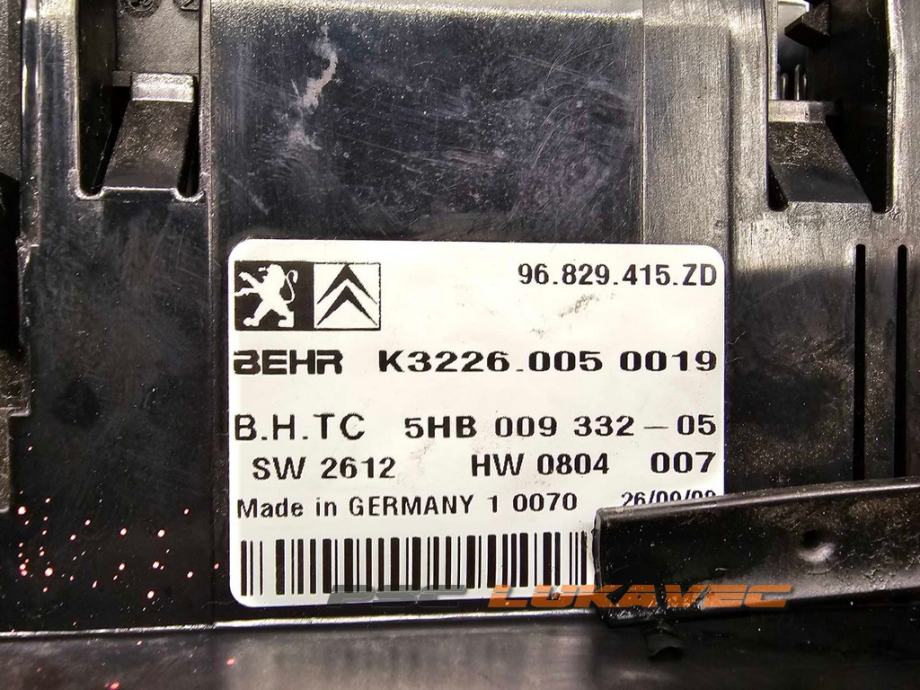 96.829.415.ZD
BEHR K3226.005 0019
B.H.TC 5HB 009 332-05
SW 2612 HW 0804 007
Made in GERMANY 1 0070
LUKAVEC